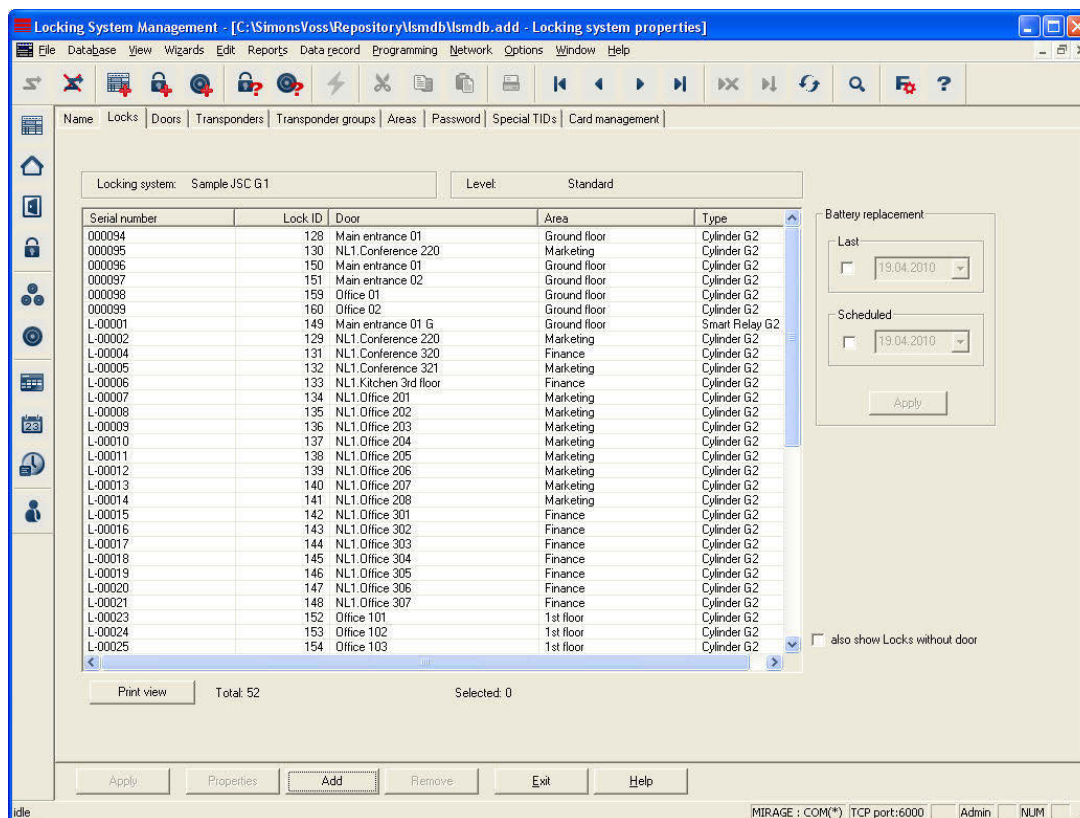 Locking System Management - [C:\SimonsVoss\Repository\lsmdb\lsmdb.add - Locking system properties]
File Database View Wizards Edit Reports Data record Programming Network Options Window Help
Name Locks Doors Transponders Transponder groups Areas Password Special TIDs Card management
Locking system: Sample JSC G1 Level: Standard
Serial number Lock ID Door Area Type
000094 128 Main entrance 01 Ground floor Cylinder G2
000095 130 NL1.Conference 220 Marketing Cylinder G2
000096 150 Main entrance 01 Ground floor Cylinder G2
000097 151 Main entrance 02 Ground floor Cylinder G2
000098 159 Office 01 Ground floor Cylinder G2
000099 160 Office 02 Ground floor Cylinder G2
L-00001 149 Main entrance 01 G Ground floor Smart Relay G2
L-00002 129 NL1.Conference 220 Marketing Cylinder G2
L-00004 131 NL1.Conference 320 Finance Cylinder G2
L-00005 132 NL1.Conference 321 Marketing Cylinder G2
L-00006 133 NL1.Kitchen 3rd floor Finance Cylinder G2
L-00007 134 NL1.Office 201 Marketing Cylinder G2
L-00008 135 NL1.Office 202 Marketing Cylinder G2
L-00009 136 NL1.Office 203 Marketing Cylinder G2
L-00010 137 NL1.Office 204 Marketing Cylinder G2
L-00011 138 NL1.Office 205 Marketing Cylinder G2
L-00012 139 NL1.Office 206 Marketing Cylinder G2
L-00013 140 NL1.Office 207 Marketing Cylinder G2
L-00014 141 NL1.Office 208 Marketing Cylinder G2
L-00015 142 NL1.Office 301 Finance Cylinder G2
L-00016 143 NL1.Office 302 Finance Cylinder G2
L-00017 144 NL1.Office 303 Finance Cylinder G2
L-00018 145 NL1.Office 304 Finance Cylinder G2
L-00019 146 NL1.Office 305 Finance Cylinder G2
L-00020 147 NL1.Office 306 Finance Cylinder G2
L-00021 148 NL1.Office 307 Finance Cylinder G2
L-00023 152 Office 101 1st floor Cylinder G2
L-00024 153 Office 102 1st floor Cylinder G2
L-00025 154 Office 103 1st floor Cylinder G2
Battery replacement
Last
19.04.2010
Scheduled
19.04.2010
Apply
also show Locks without door
Print view Total: 52 Selected: 0
Apply Properties Add Remove Exit Help
idle MIRAGE : COM(*) TCP port:6000 Admin NUM
23